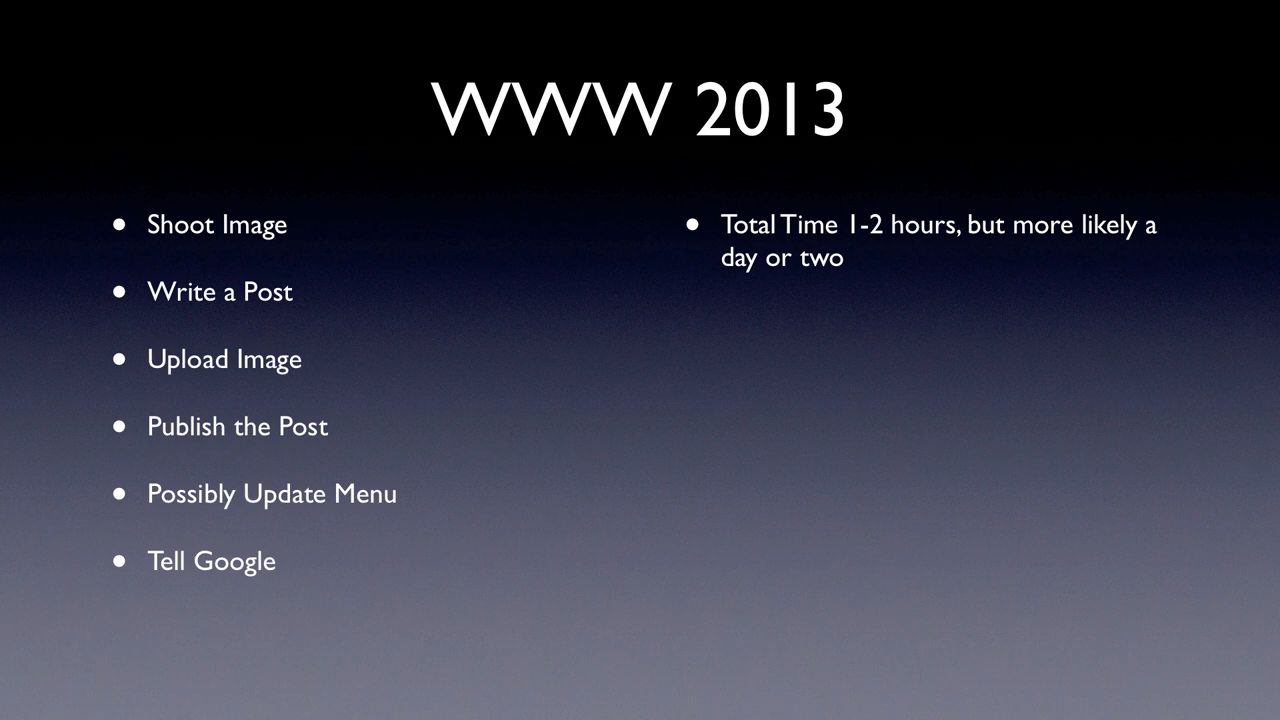 WWW 2013
• Shoot Image
• Write a Post
• Upload Image
• Publish the Post
• Possibly Update Menu
• Tell Google
• Total Time 1-2 hours, but more likely a
day or two